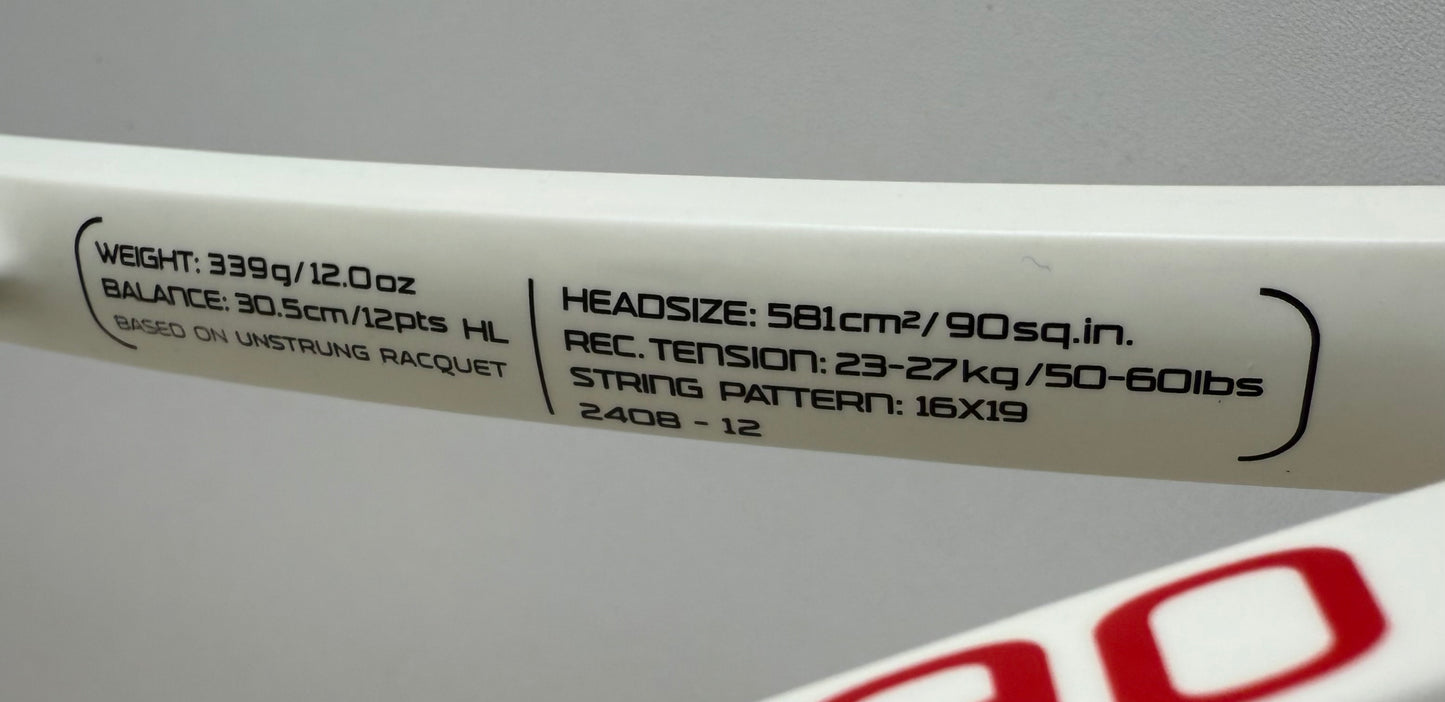 WEIGHT: 339g/12.0oz
BALANCE: 30.5cm/12pts HL
BASED ON UNSTRUNG RACQUET
HEADSIZE: 581cm²/90sq.in.
REC. TENSION: 23-27kg/50-60lbs
STRING PATTERN: 16X19
2408 - 12